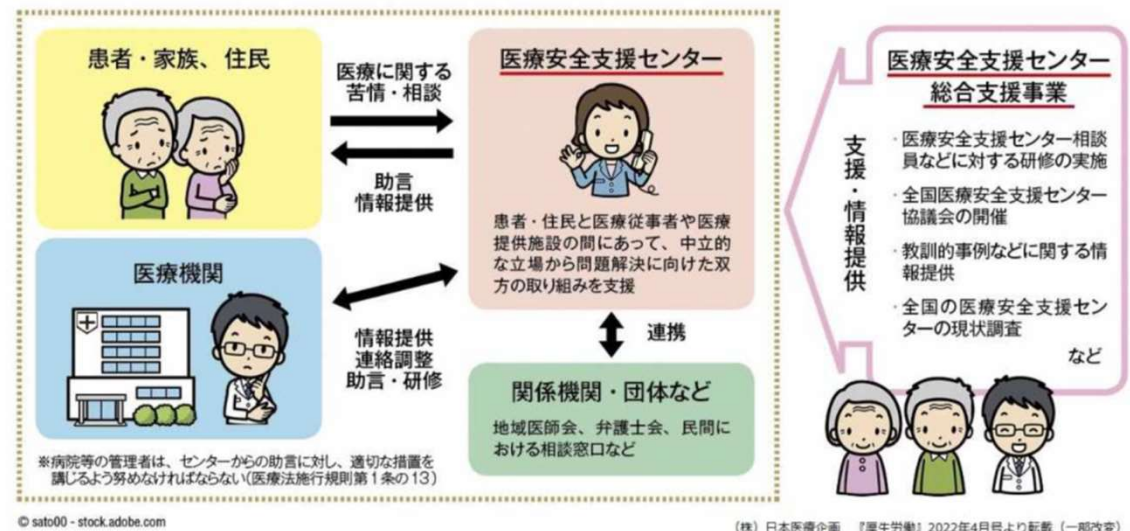 患者・家族、住民
医療に関する
苦情・相談
助言
情報提供
医療安全支援センター
患者・住民と医療従事者や医療
提供施設の間にあって、中立的
な立場から問題解決に向けた双
方の取り組みを支援
医療機関
情報提供
連絡調整
助言・研修
連携
関係機関・団体など
地域医師会、弁護士会、民間に
おける相談窓口など
※病院等の管理者は、センターからの助言に対し、適切な措置を
講じるよう努めなければならない(医療法施行規則第1条の13)
支援・情報提供
医療安全支援センター
総合支援事業
・医療安全支援センター相談
員などに対する研修の実施
・全国医療安全支援センター
協議会の開催
・教訓的事例などに関する情
報提供
・全国の医療安全支援セン
ターの現状調査
など
© sato00 - stock.adobe.com
(株)日本医療企画 『厚生労働』2022年4月号より転載(一部改変)